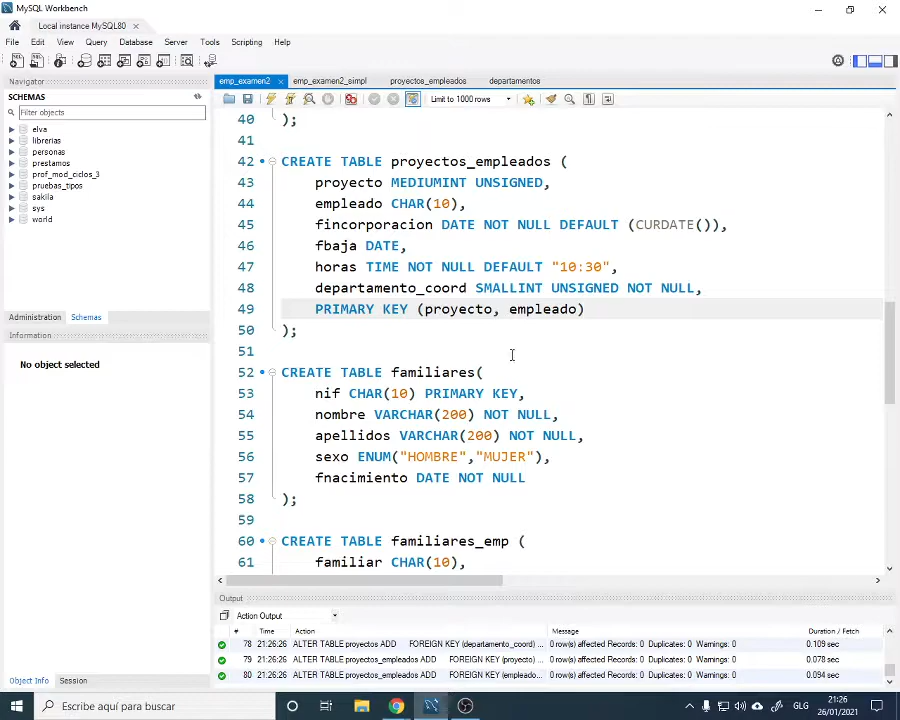 MySQL Workbench
Local instance MySQL80 ×
File Edit View Query Database Server Tools Scripting Help
Navigator
SCHEMAS
Filter objects
elva
librerias
personas
prestamos
prof_mod_ciclos_3
pruebas_tipos
sakila
sys
world
Administration Schemas
Information
No object selected
Object Info Session
emp_examen2 × emp_examen2_simpl proyectos_empleados departamentos
Limit to 1000 rows
40 );
41
42 CREATE TABLE proyectos_empleados (
43 proyecto MEDIUMINT UNSIGNED,
44 empleado CHAR(10),
45 fincorporacion DATE NOT NULL DEFAULT (CURDATE()),
46 fbaja DATE,
47 horas TIME NOT NULL DEFAULT "10:30",
48 departamento_coord SMALLINT UNSIGNED NOT NULL,
49 PRIMARY KEY (proyecto, empleado)
50 );
51
52 CREATE TABLE familiares(
53 nif CHAR(10) PRIMARY KEY,
54 nombre VARCHAR(200) NOT NULL,
55 apellidos VARCHAR(200) NOT NULL,
56 sexo ENUM("HOMBRE","MUJER"),
57 fnacimiento DATE NOT NULL
58 );
59
60 CREATE TABLE familiares_emp (
61 familiar CHAR(10),
Output
Action Output
# Time Action Message Duration / Fetch
78 21:26:26 ALTER TABLE proyectos ADD FOREIGN KEY (departamento_coord) ... 0 row(s) affected Records: 0 Duplicates: 0 Warnings: 0 0.109 sec
79 21:26:26 ALTER TABLE proyectos_empleados ADD FOREIGN KEY (proyecto) ... 0 row(s) affected Records: 0 Duplicates: 0 Warnings: 0 0.078 sec
80 21:26:26 ALTER TABLE proyectos_empleados ADD FOREIGN KEY (empleado... 0 row(s) affected Records: 0 Duplicates: 0 Warnings: 0 0.094 sec
Escribe aquí para buscar
GLG
21:26
26/01/2021